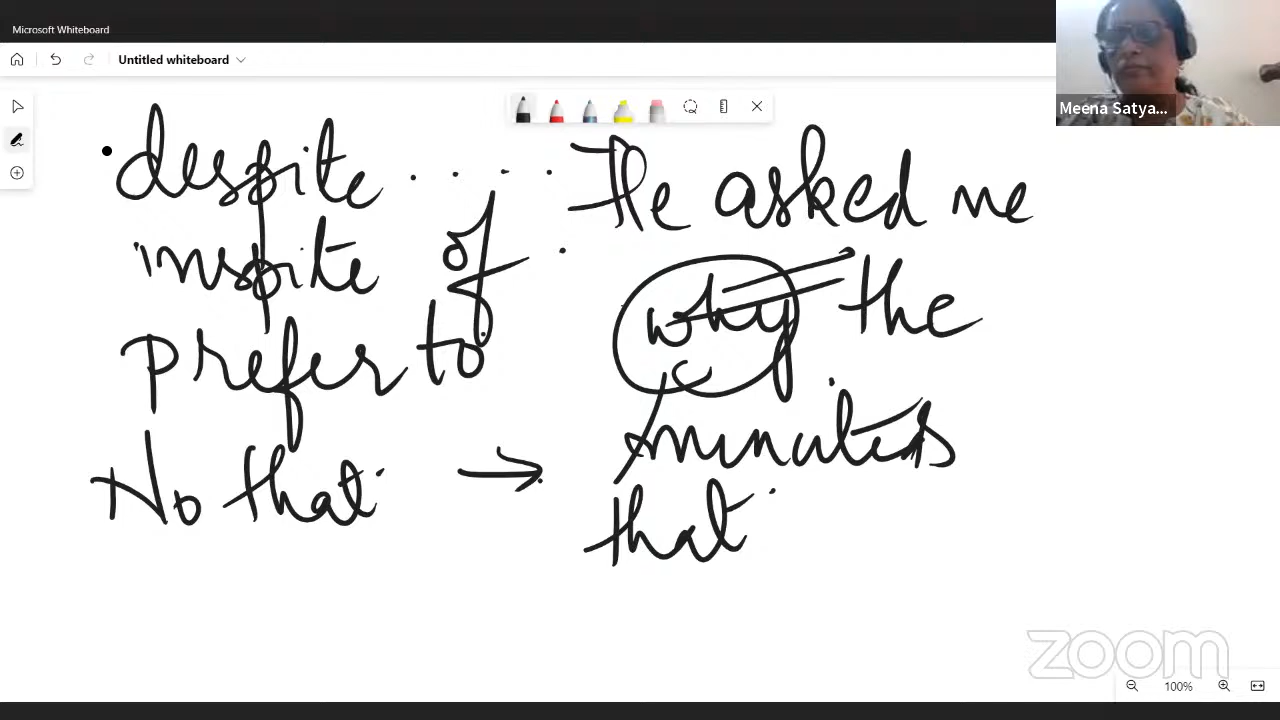 Microsoft Whiteboard
Untitled whiteboard
Meena Satya...
despite . . . .
inspite of .
prefer to
No that →
He asked me
why the
that
zoom
100%